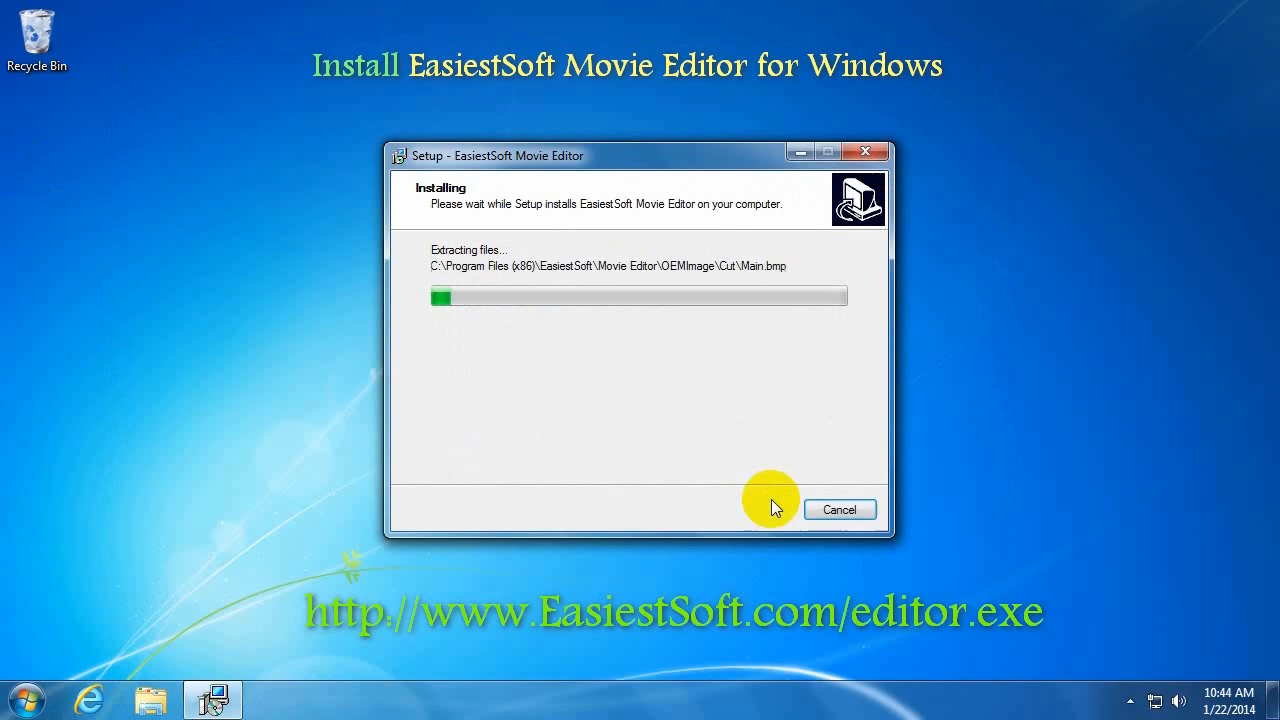 Recycle Bin
Install EasiestSoft Movie Editor for Windows
Setup - EasiestSoft Movie Editor
Installing
Please wait while Setup installs EasiestSoft Movie Editor on your computer.
Extracting files...
C:\Program Files (x86)\EasiestSoft\Movie Editor\OEMImage\Cut\Main.bmp
Cancel
http://www.EasiestSoft.com/editor.exe
10:44 AM
1/22/2014